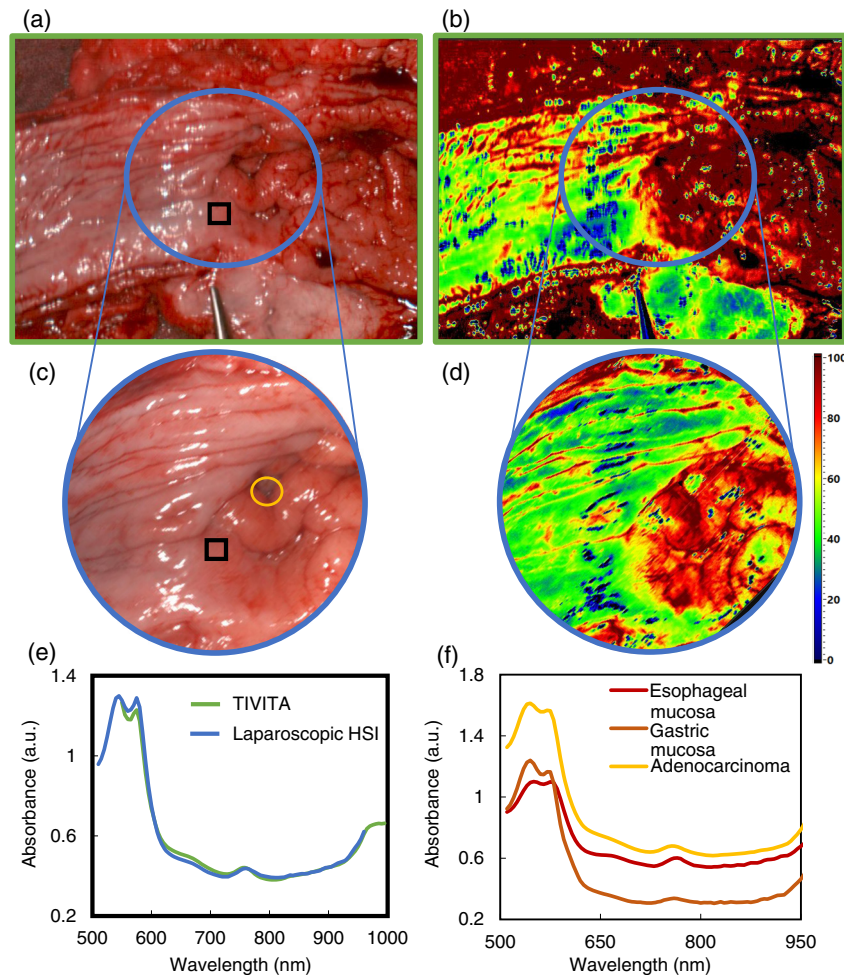 (a)
(b)
(c)
(d)
100
80
60
40
20
0
(e)
1.4
1
0.6
0.2
Absorbance (a.u.)
TIVITA
Laparoscopic HSI
500 600 700 800 900 1000
Wavelength (nm)
(f)
1.8
1.4
1
0.6
0.2
Absorbance (a.u.)
Esophageal
mucosa
Gastric
mucosa
Adenocarcinoma
500 650 800 950
Wavelength (nm)